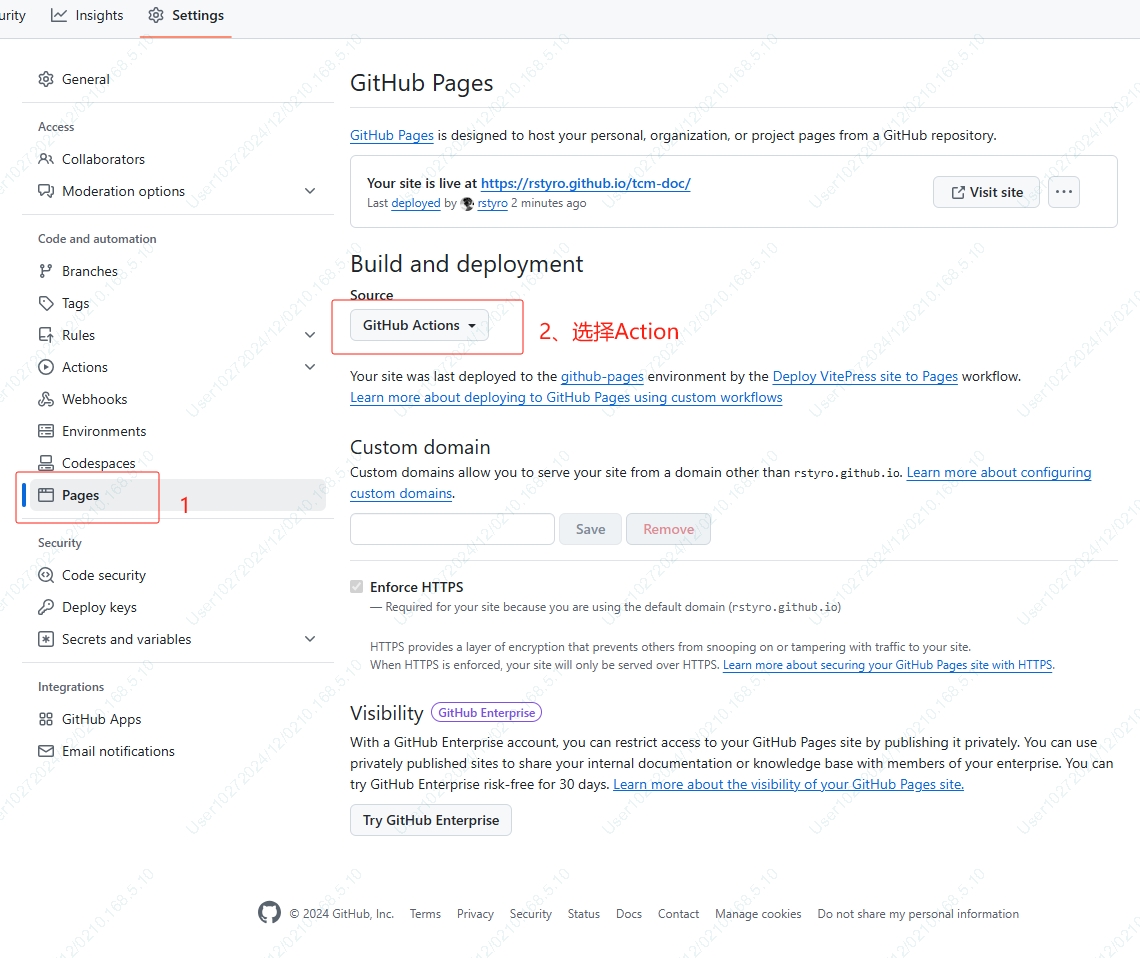 urity
Insights
Settings
General
Access
Collaborators
Moderation options
Code and automation
Branches
Tags
Rules
Actions
Webhooks
Environments
Codespaces
Pages
1
Security
Code security
Deploy keys
Secrets and variables
Integrations
GitHub Apps
Email notifications
GitHub Pages
GitHub Pages is designed to host your personal, organization, or project pages from a GitHub repository.
Your site is live at https://rstyro.github.io/tcm-doc/
Last deployed by rstyro 2 minutes ago
Visit site
Build and deployment
Source
GitHub Actions
2、选择Action
Your site was last deployed to the github-pages environment by the Deploy VitePress site to Pages workflow.
Learn more about deploying to GitHub Pages using custom workflows
Custom domain
Custom domains allow you to serve your site from a domain other than rstyro.github.io. Learn more about configuring
custom domains.
Save
Remove
Enforce HTTPS
— Required for your site because you are using the default domain (rstyro.github.io)
HTTPS provides a layer of encryption that prevents others from snooping on or tampering with traffic to your site.
When HTTPS is enforced, your site will only be served over HTTPS. Learn more about securing your GitHub Pages site with HTTPS.
Visibility GitHub Enterprise
With a GitHub Enterprise account, you can restrict access to your GitHub Pages site by publishing it privately. You can use
privately published sites to share your internal documentation or knowledge base with members of your enterprise. You can
try GitHub Enterprise risk-free for 30 days. Learn more about the visibility of your GitHub Pages site.
Try GitHub Enterprise
© 2024 GitHub, Inc. Terms Privacy Security Status Docs Contact Manage cookies Do not share my personal information